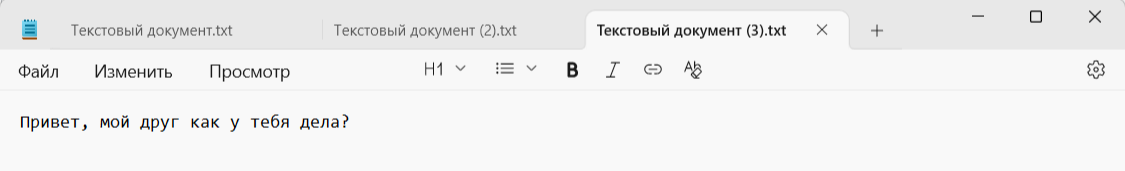 Текстовый документ.txt Текстовый документ (2).txt Текстовый документ (3).txt
Файл Изменить Просмотр H1 B I A
Привет, мой друг как у тебя дела?